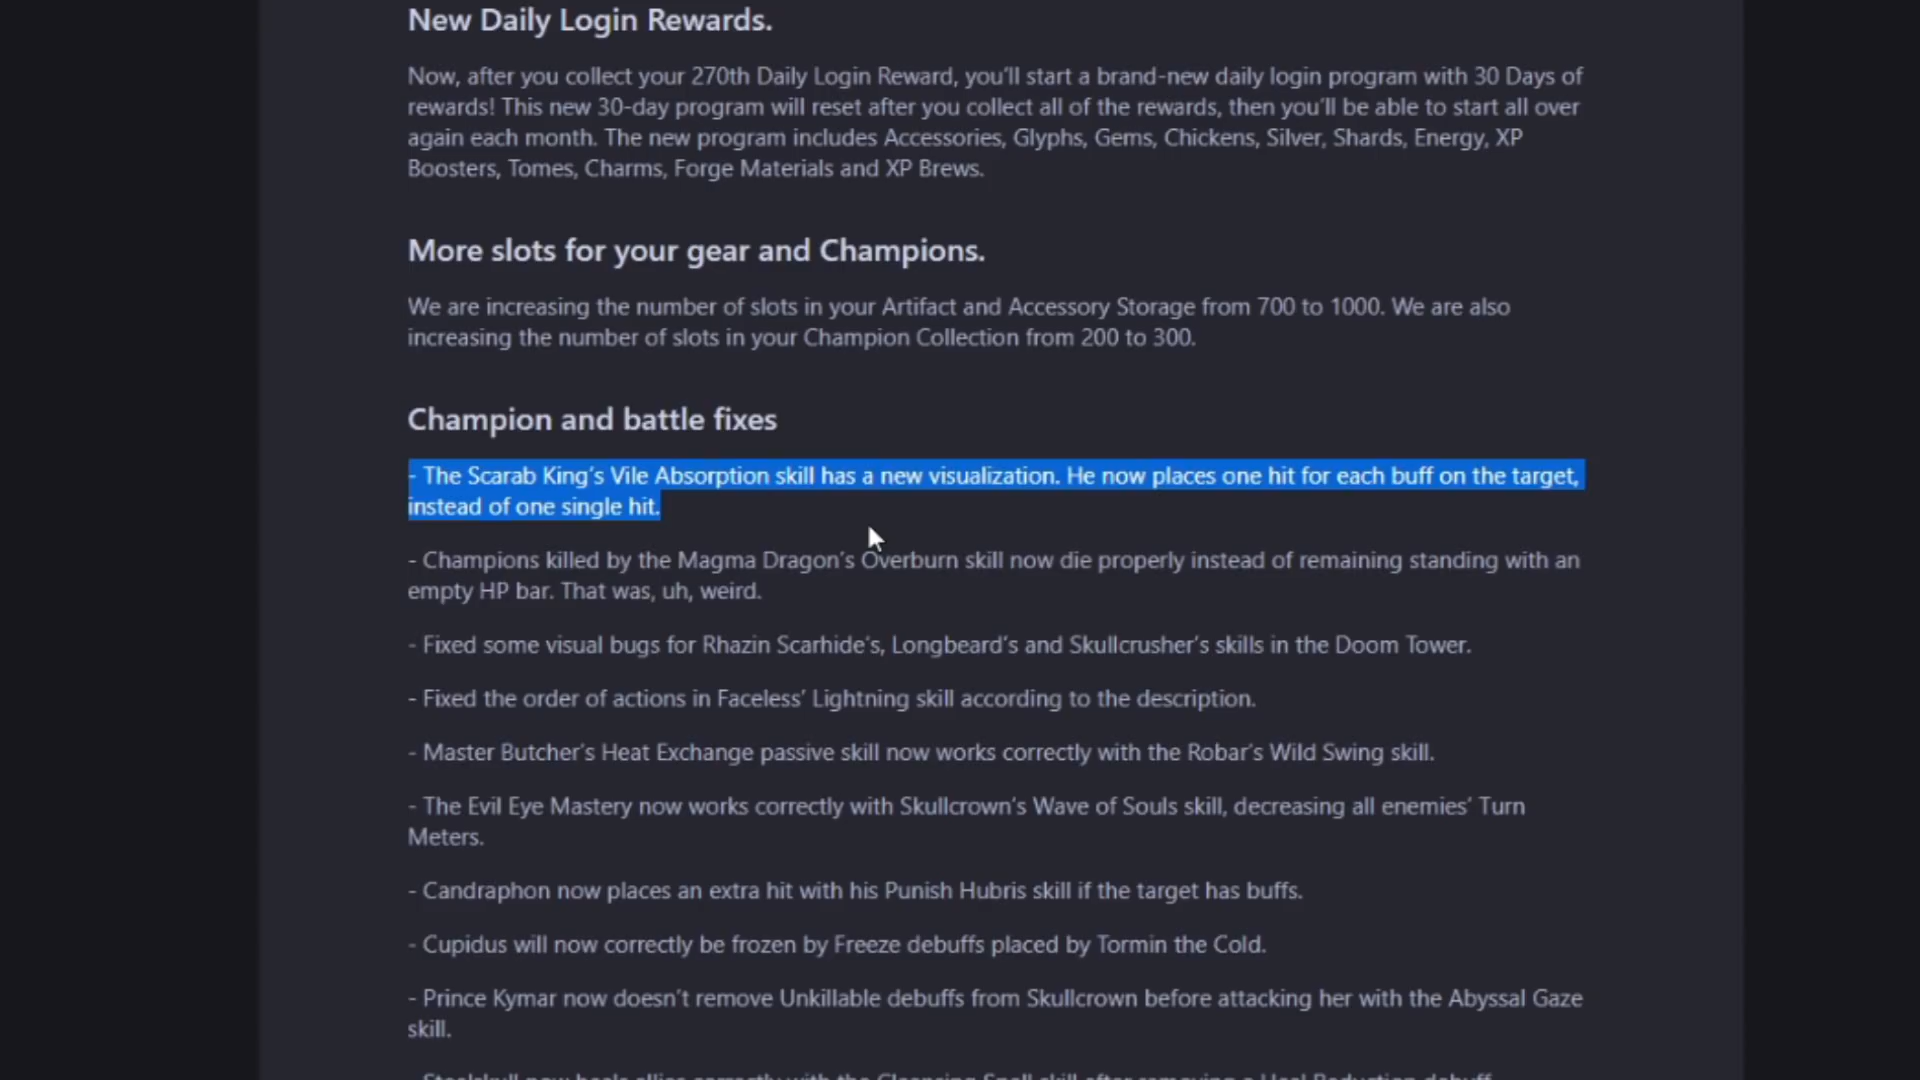 New Daily Login Rewards.
Now, after you collect your 270th Daily Login Reward, you'll start a brand-new daily login program with 30 Days of
rewards! This new 30-day program will reset after you collect all of the rewards, then you'll be able to start all over
again each month. The new program includes Accessories, Glyphs, Gems, Chickens, Silver, Shards, Energy, XP
Boosters, Tomes, Charms, Forge Materials and XP Brews.
More slots for your gear and Champions.
We are increasing the number of slots in your Artifact and Accessory Storage from 700 to 1000. We are also
increasing the number of slots in your Champion Collection from 200 to 300.
Champion and battle fixes
- The Scarab King's Vile Absorption skill has a new visualization. He now places one hit for each buff on the target,
instead of one single hit.
- Champions killed by the Magma Dragon's Overburn skill now die properly instead of remaining standing with an
empty HP bar. That was, uh, weird.
- Fixed some visual bugs for Rhazin Scarhide's, Longbeard's and Skullcrusher's skills in the Doom Tower.
- Fixed the order of actions in Faceless' Lightning skill according to the description.
- Master Butcher's Heat Exchange passive skill now works correctly with the Robar's Wild Swing skill.
- The Evil Eye Mastery now works correctly with Skullcrown's Wave of Souls skill, decreasing all enemies' Turn
Meters.
- Candraphon now places an extra hit with his Punish Hubris skill if the target has buffs.
- Cupidus will now correctly be frozen by Freeze debuffs placed by Tormin the Cold.
- Prince Kymar now doesn't remove Unkillable debuffs from Skullcrown before attacking her with the Abyssal Gaze
skill.